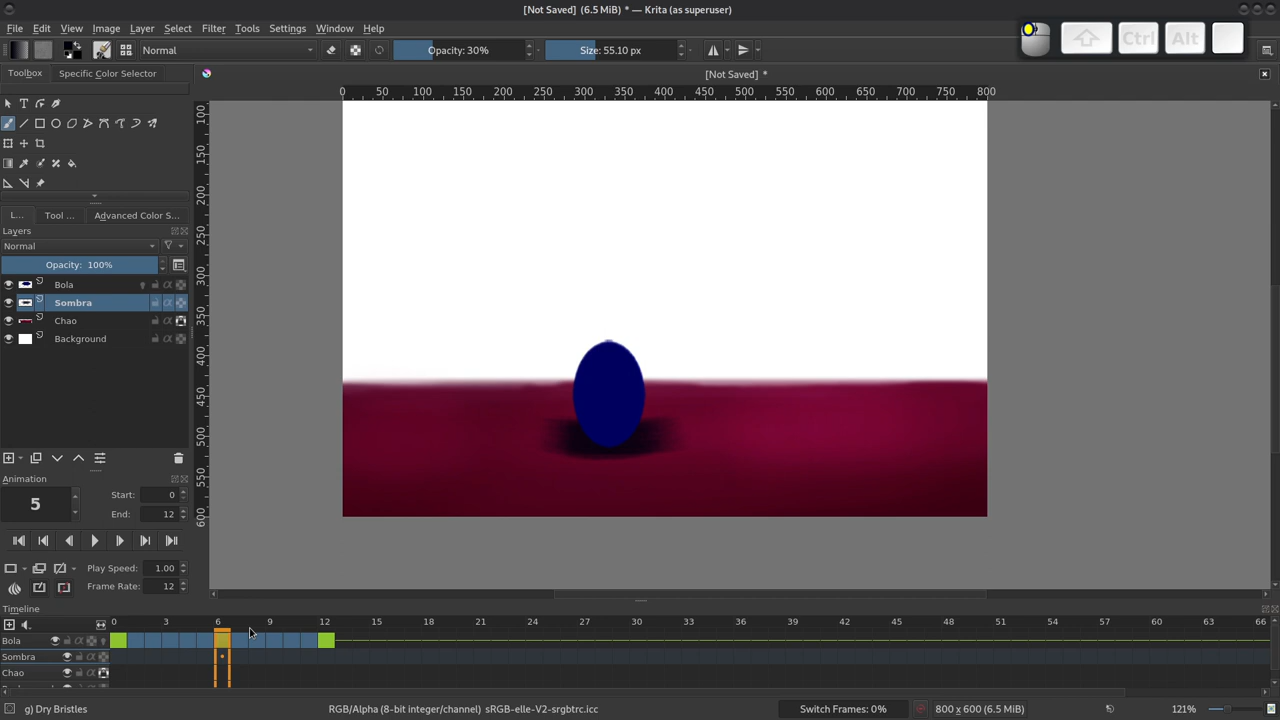 [Not Saved] (6.5 MiB) * — Krita (as superuser)
File Edit View Image Layer Select Filter Tools Settings Window Help
Normal Opacity: 30% Size: 55.10 px Ctrl Alt
Toolbox Specific Color Selector [Not Saved] *
0 50 100 150 200 250 300 350 400 450 500 550 600 650 700 750 800
100
150
200
250
300
350
400
450
500
550
600
L... Tool ... Advanced Color S...
Layers
Normal
Opacity: 100%
Bola
Sombra
Chao
Background
Animation
5 Start: 0
End: 12
Play Speed: 1.00
Frame Rate: 12
Timeline
0 3 6 9 12 15 18 21 24 27 30 33 36 39 42 45 48 51 54 57 60 63 66
Bola
Sombra
Chao
g) Dry Bristles RGB/Alpha (8-bit integer/channel) sRGB-elle-V2-srgbtrc.icc Switch Frames: 0% 800 x 600 (6.5 MiB) 121%